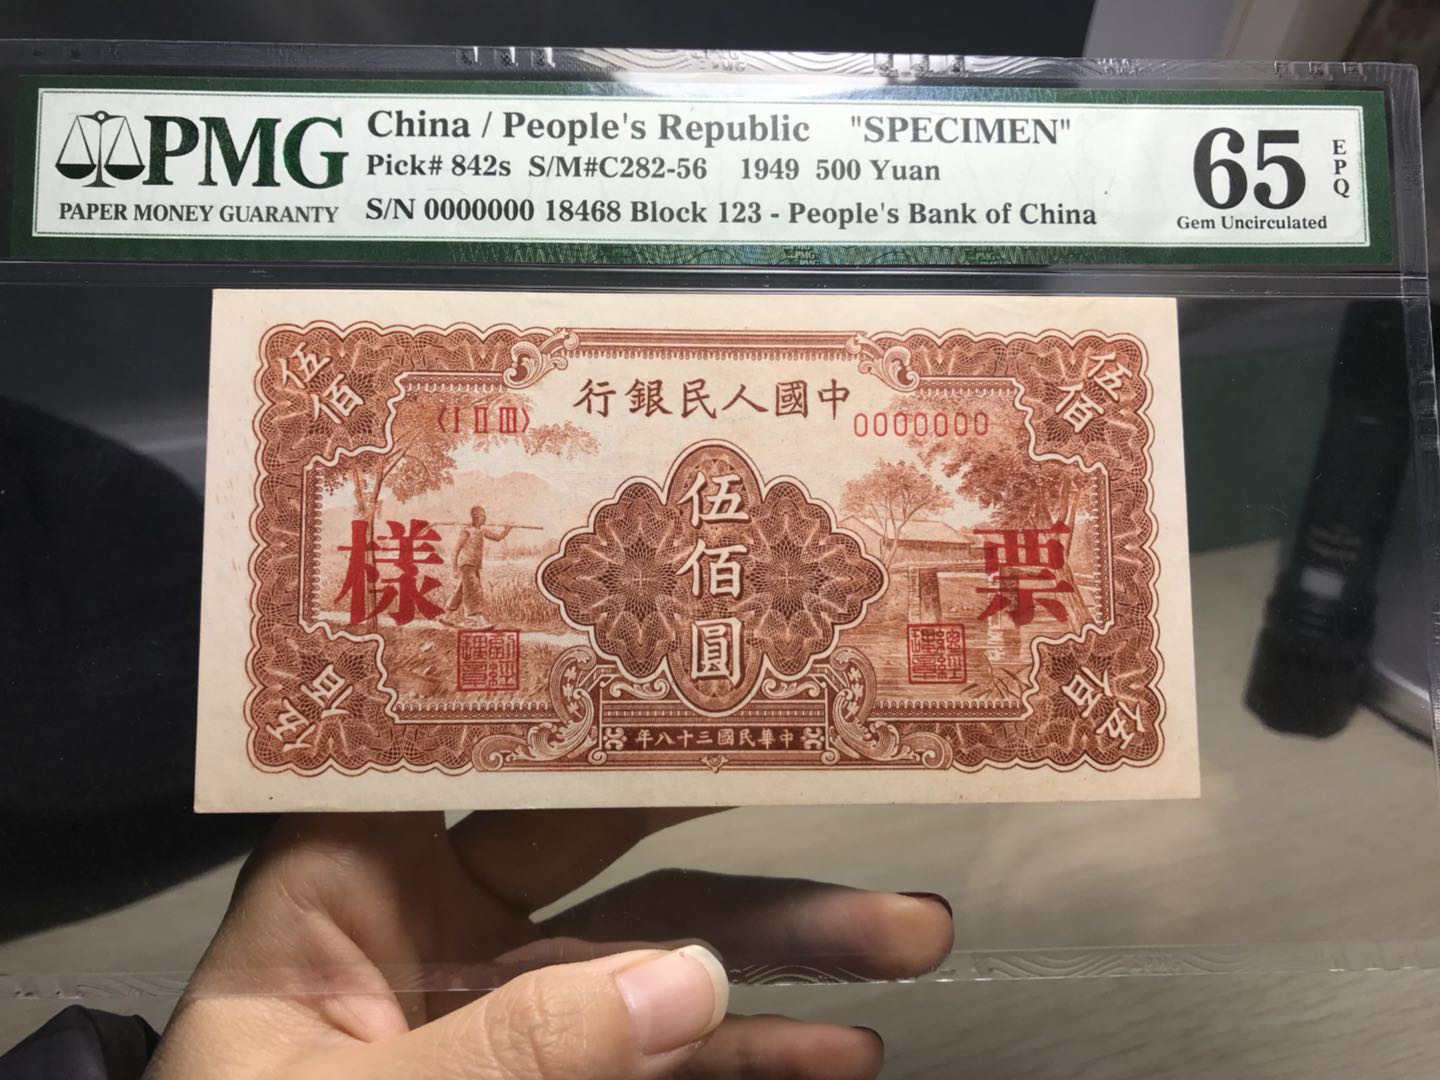 PMG
PAPER MONEY GUARANTY
China / People's Republic "SPECIMEN"
Pick# 842s S/M#C282-56 1949 500 Yuan
S/N 0000000 18468 Block 123 - People's Bank of China
65
EPQ
Gem Uncirculated
伍佰
伍佰
行銀民人國中
〈I II III〉
0000000
伍佰圓
樣
票
伍佰
伍佰
年八十三國民華中